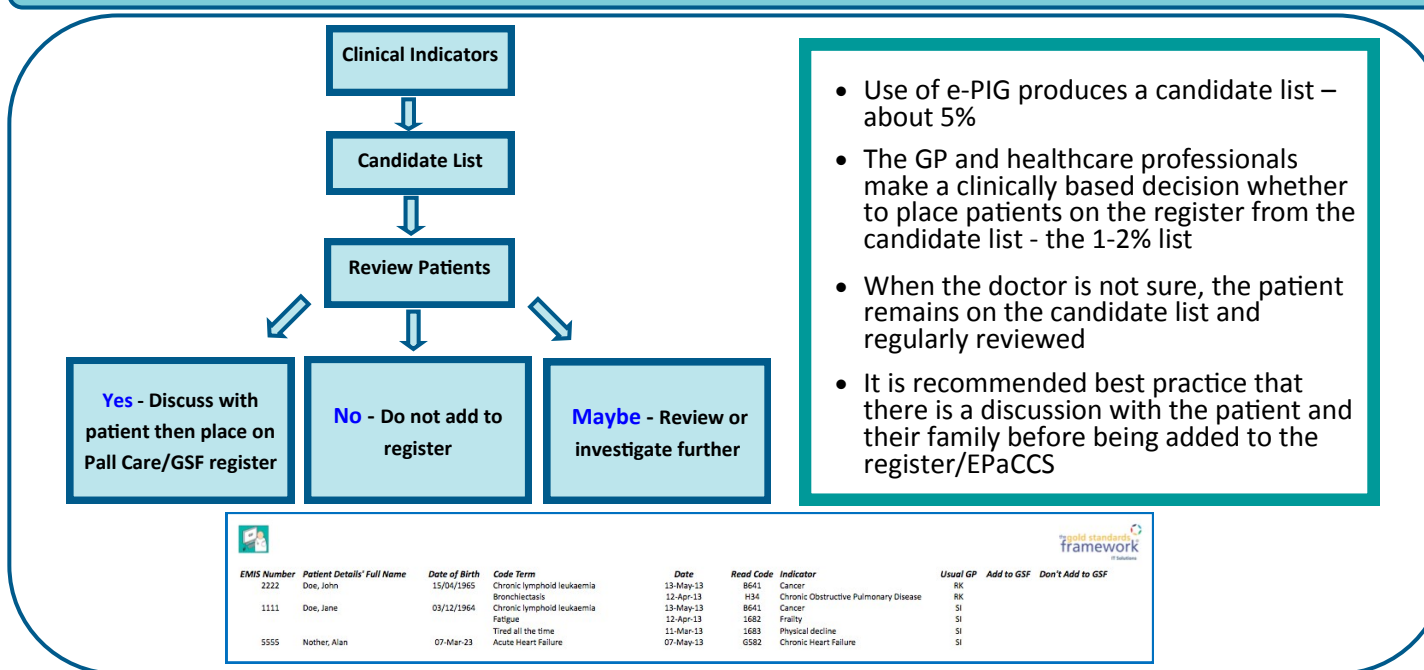 Clinical Indicators
Candidate List
Review Patients
Yes - Discuss with
patient then place on
Pall Care/GSF register
No - Do not add to
register
Maybe - Review or
investigate further
• Use of e-PIG produces a candidate list –
about 5%
• The GP and healthcare professionals
make a clinically based decision whether
to place patients on the register from the
candidate list - the 1-2% list
• When the doctor is not sure, the patient
remains on the candidate list and
regularly reviewed
• It is recommended best practice that
there is a discussion with the patient and
their family before being added to the
register/EPaCCS
the gold standards
framework
IT Solutions
EMIS Number Patient Details' Full Name Date of Birth Code Term Date Read Code Indicator Usual GP Add to GSF Don't Add to GSF
2222 Doe, John 15/04/1965 Chronic lymphoid leukaemia 13-May-13 B641 Cancer RK
Bronchiectasis 12-Apr-13 H34 Chronic Obstructive Pulmonary Disease RK
1111 Doe, Jane 03/12/1964 Chronic lymphoid leukaemia 13-May-13 B641 Cancer SI
Fatigue 12-Apr-13 1682 Frailty SI
Tired all the time 11-Mar-13 1683 Physical decline SI
5555 Nother, Alan 07-Mar-23 Acute Heart Failure 07-May-13 G582 Chronic Heart Failure SI